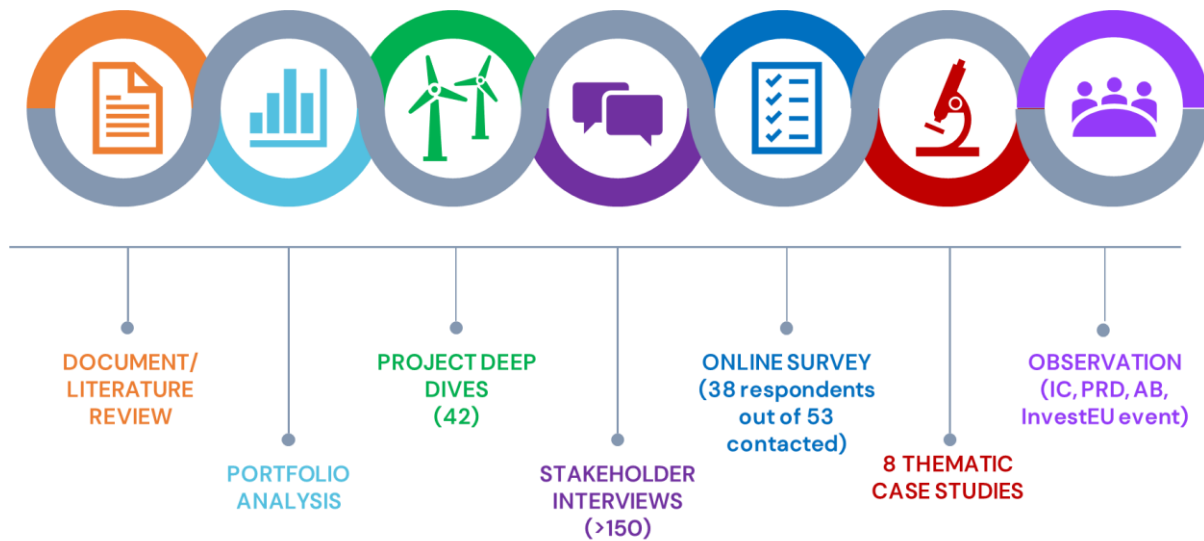 DOCUMENT/
LITERATURE
REVIEW
PORTFOLIO
ANALYSIS
PROJECT DEEP
DIVES
(42)
STAKEHOLDER
INTERVIEWS
(>150)
ONLINE SURVEY
(38 respondents
out of 53
contacted)
8 THEMATIC
CASE STUDIES
OBSERVATION
(IC, PRD, AB,
InvestEU event)